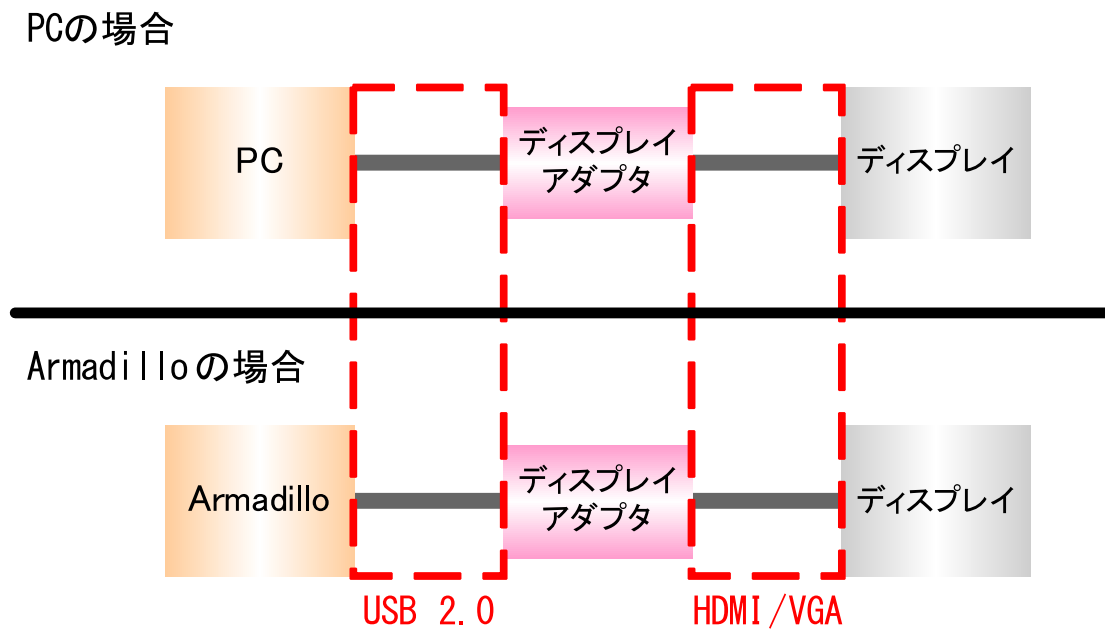 PCの場合
PC
ディスプレイ
アダプタ
ディスプレイ
Armadilloの場合
Armadillo
ディスプレイ
アダプタ
ディスプレイ
USB 2.0
HDMI/VGA